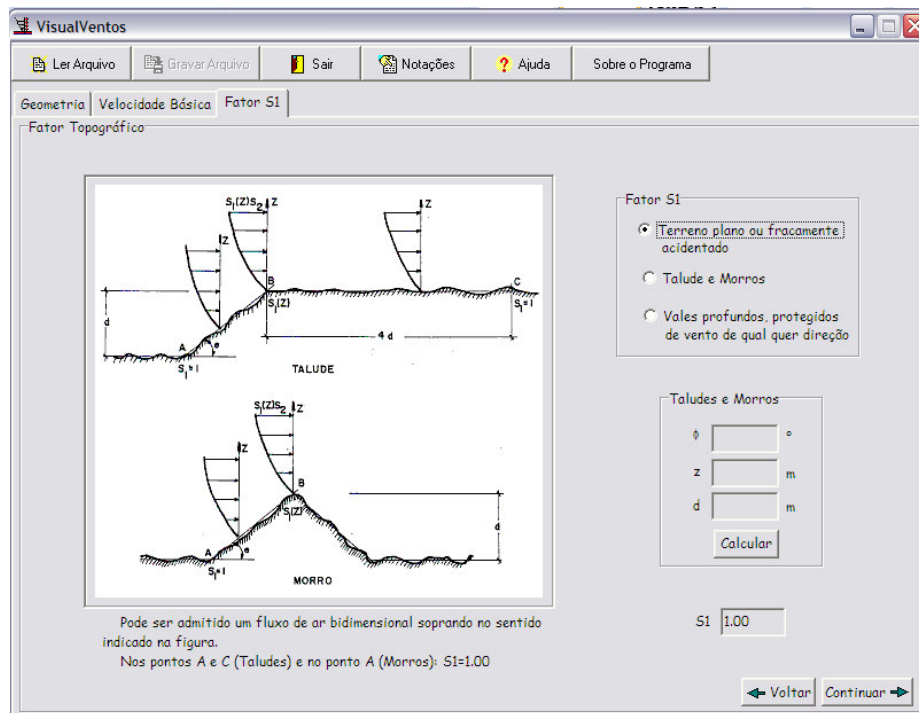 VisualVentos
Ler Arquivo
Gravar Arquivo
Sair
Notações
Ajuda
Sobre o Programa
Geometria
Velocidade Básica
Fator S1
Fator Topográfico
S₁(Z)S₂
Z
Z
Z
B
C
S₁(Z)
S₁=1
d
4 d
A
θ
S₁=1
TALUDE
S₁(Z)S₂
Z
Z
B
S₁(Z)
d
A
θ
S₁=1
MORRO
Pode ser admitido um fluxo de ar bidimensional soprando no sentido
indicado na figura.
Nos pontos A e C (Taludes) e no ponto A (Morros): S1=1.00
Fator S1
Terreno plano ou fracamente
acidentado
Talude e Morros
Vales profundos, protegidos
de vento de qual quer direção
Taludes e Morros
ϕ °
z m
d m
Calcular
S1 1.00
Voltar
Continuar